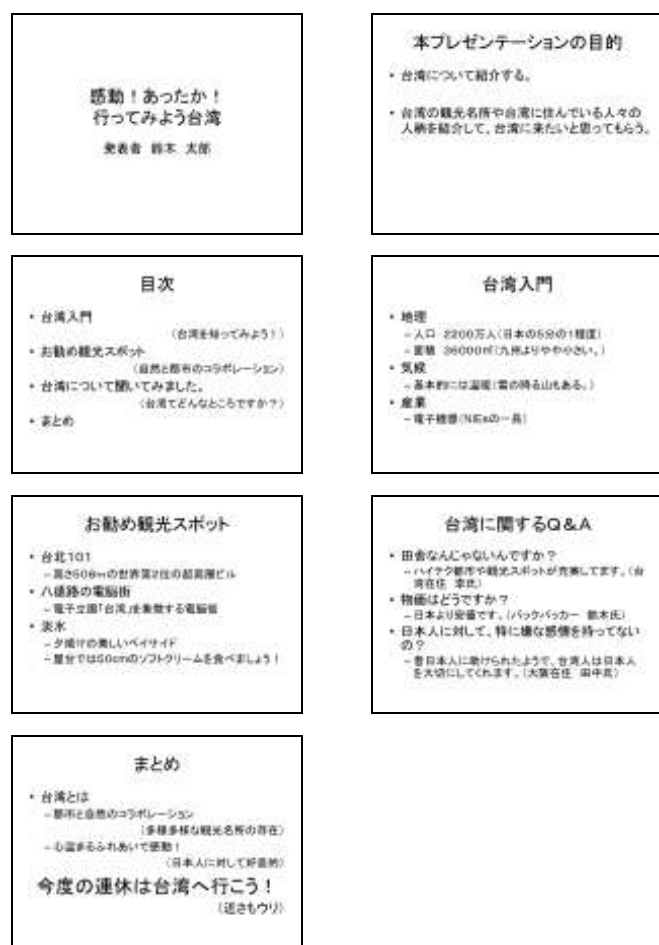 感動！あったか！
行ってみよう台湾
発表者 鈴木 太郎
本プレゼンテーションの目的
・台湾について紹介する。
・台湾の観光名所や台湾に住んでいる人々の
人柄を紹介して、台湾に来たいと思ってもらう。
目次
・台湾入門
（台湾を知ってみよう！）
・お勧め観光スポット
（自然と都市のコラボレーション）
・台湾について聞いてみました。
（台湾てどんなところですか？）
・まとめ
台湾入門
・地理
－人口 2200万人（日本の5分の1程度）
－面積 36000㎡（九州よりやや小さい。）
・気候
－基本的には温暖（雪の降る山もある。）
・産業
－電子機器（NIEsの一員）
お勧め観光スポット
・台北101
－高さ508mの世界第2位の超高層ビル
・八徳路の電脳街
－電子立国「台湾」を象徴する電脳街
・淡水
－夕焼けの美しいベイサイド
－屋台では50cmのソフトクリームを食べましょう！
台湾に関するQ＆A
・田舎なんじゃないんですか？
－ハイテク都市や観光スポットが充実してます。（台
湾在住 李氏）
・物価はどうですか？
－日本より安価です。（バックパッカー 鈴木氏）
・日本人に対して、特に嫌な感情を持ってない
の？
－昔日本人に助けられたようで、台湾人は日本人
を大切にしてくれます。（大阪在住 田中氏）
まとめ
・台湾とは
－都市と自然のコラボレーション
（多種多様な観光名所の存在）
－心温まるふれあいで感動！
（日本人に対して好意的）
今度の連休は台湾へ行こう！
（近さもウリ）